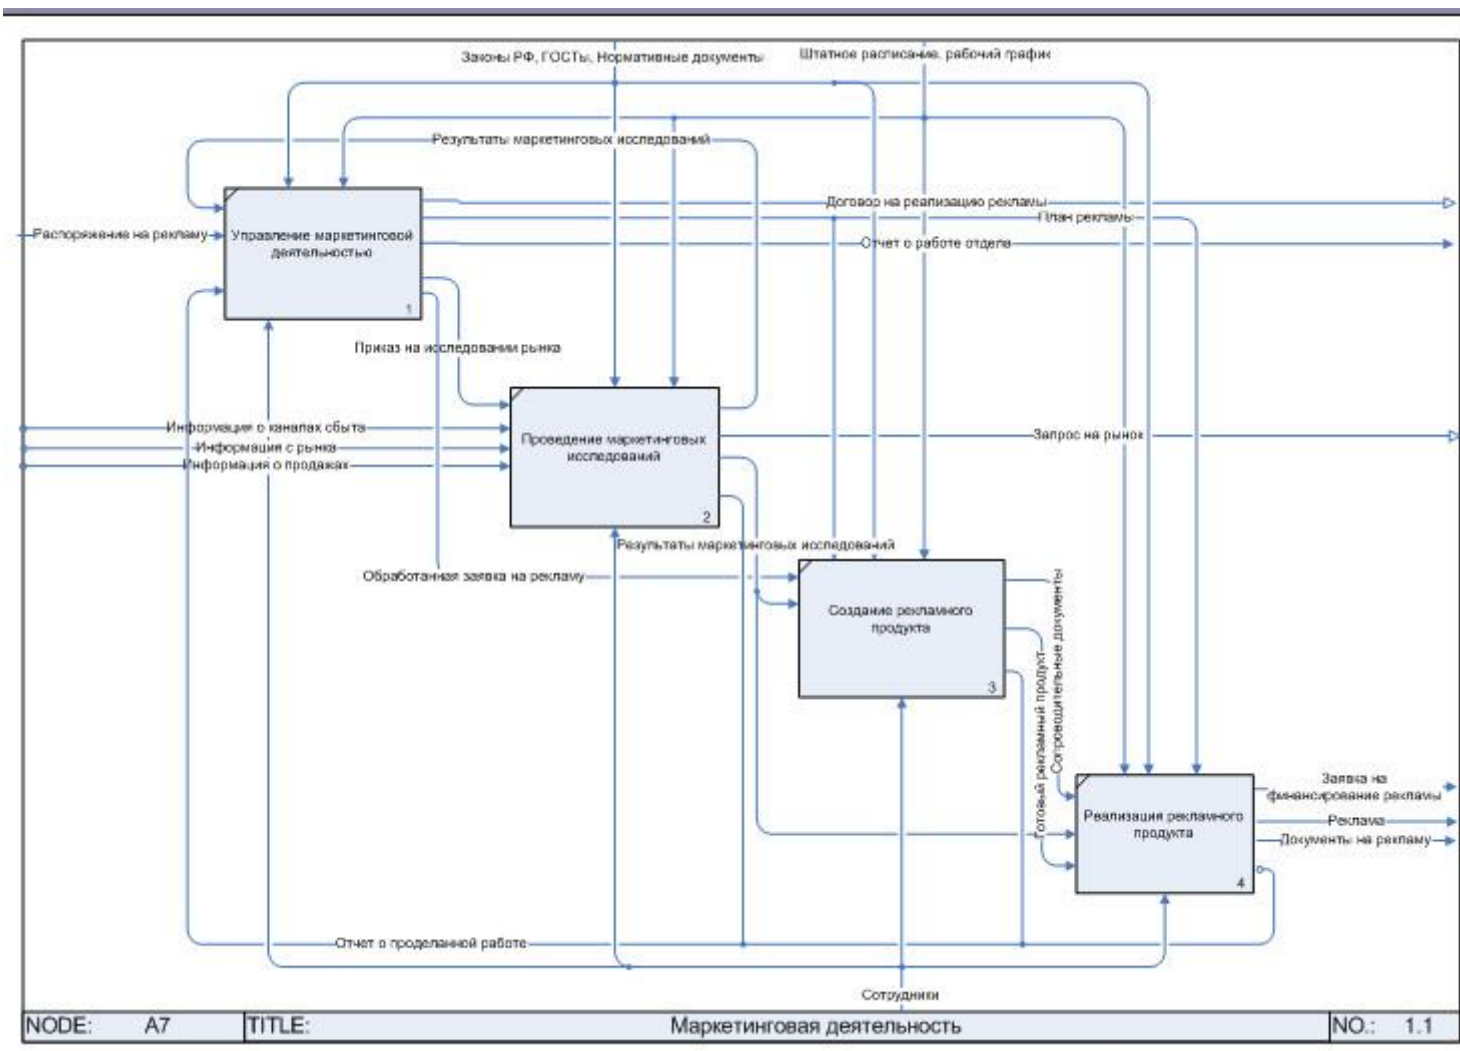 Законы РФ, ГОСТы, Нормативные документы
Штатное расписание, рабочий график
Результаты маркетинговых исследований
Договор на реализацию рекламы
План рекламы
Распоряжение на рекламу
Управление маркетинговой
деятельностью
1
Отчет о работе отдела
Приказ на исследовании рынка
Информация о каналах сбыта
Информация с рынка
Информация о продажах
Проведение маркетинговых
исследований
2
Запрос на рынок
Результаты маркетинговых исследований
Обработанная заявка на рекламу
Создание рекламного
продукта
3
Сопроводительные документы
Готовый рекламный продукт
Реализация рекламного
продукта
4
Заявка на
финансирование рекламы
Реклама
Документы на рекламу
Отчет о проделанной работе
Сотрудники
NODE: A7 TITLE: Маркетинговая деятельность NO.: 1.1